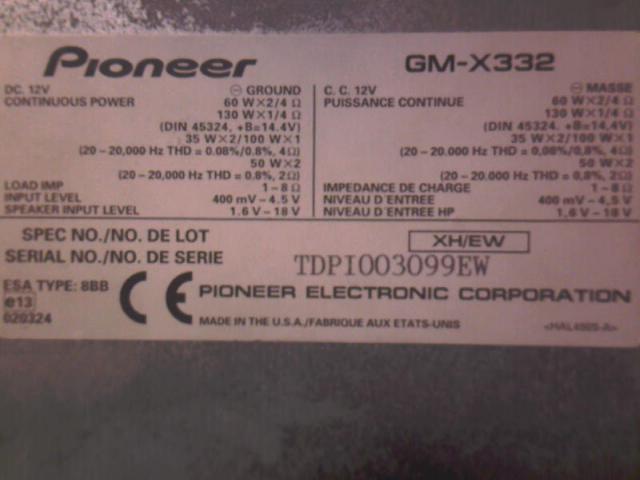 Pioneer
GM-X332
DC. 12V
⊖ GROUND
CONTINUOUS POWER
60 W×2/4 Ω
130 W×1/4 Ω
(DIN 45324, +B=14.4V)
35 W×2/100 W×1
(20–20,000 Hz THD = 0.08%/0.8%, 4Ω)
50 W×2
(20–20,000 Hz THD = 0.8%, 2Ω)
LOAD IMP
1–8 Ω
INPUT LEVEL
400 mV–4.5 V
SPEAKER INPUT LEVEL
1.6 V–18 V
C. C. 12V
⊖ MASSE
PUISSANCE CONTINUE
60 W×2/4 Ω
130 W×1/4 Ω
(DIN 45324, +B=14,4V)
35 W×2/100 W×1
(20–20.000 Hz THD = 0,08%/0,8%, 4Ω)
50 W×2
(20–20.000 Hz THD = 0,8%, 2Ω)
IMPEDANCE DE CHARGE
1–8 Ω
NIVEAU D'ENTREE
400 mV–4,5 V
NIVEAU D'ENTREE HP
1,6 V–18 V
SPEC NO./NO. DE LOT
XH/EW
SERIAL NO./NO. DE SERIE
TDPI003099EW
ESA TYPE: 8BB
e13
020324
CE
PIONEER ELECTRONIC CORPORATION
MADE IN THE U.S.A./FABRIQUE AUX ETATS-UNIS